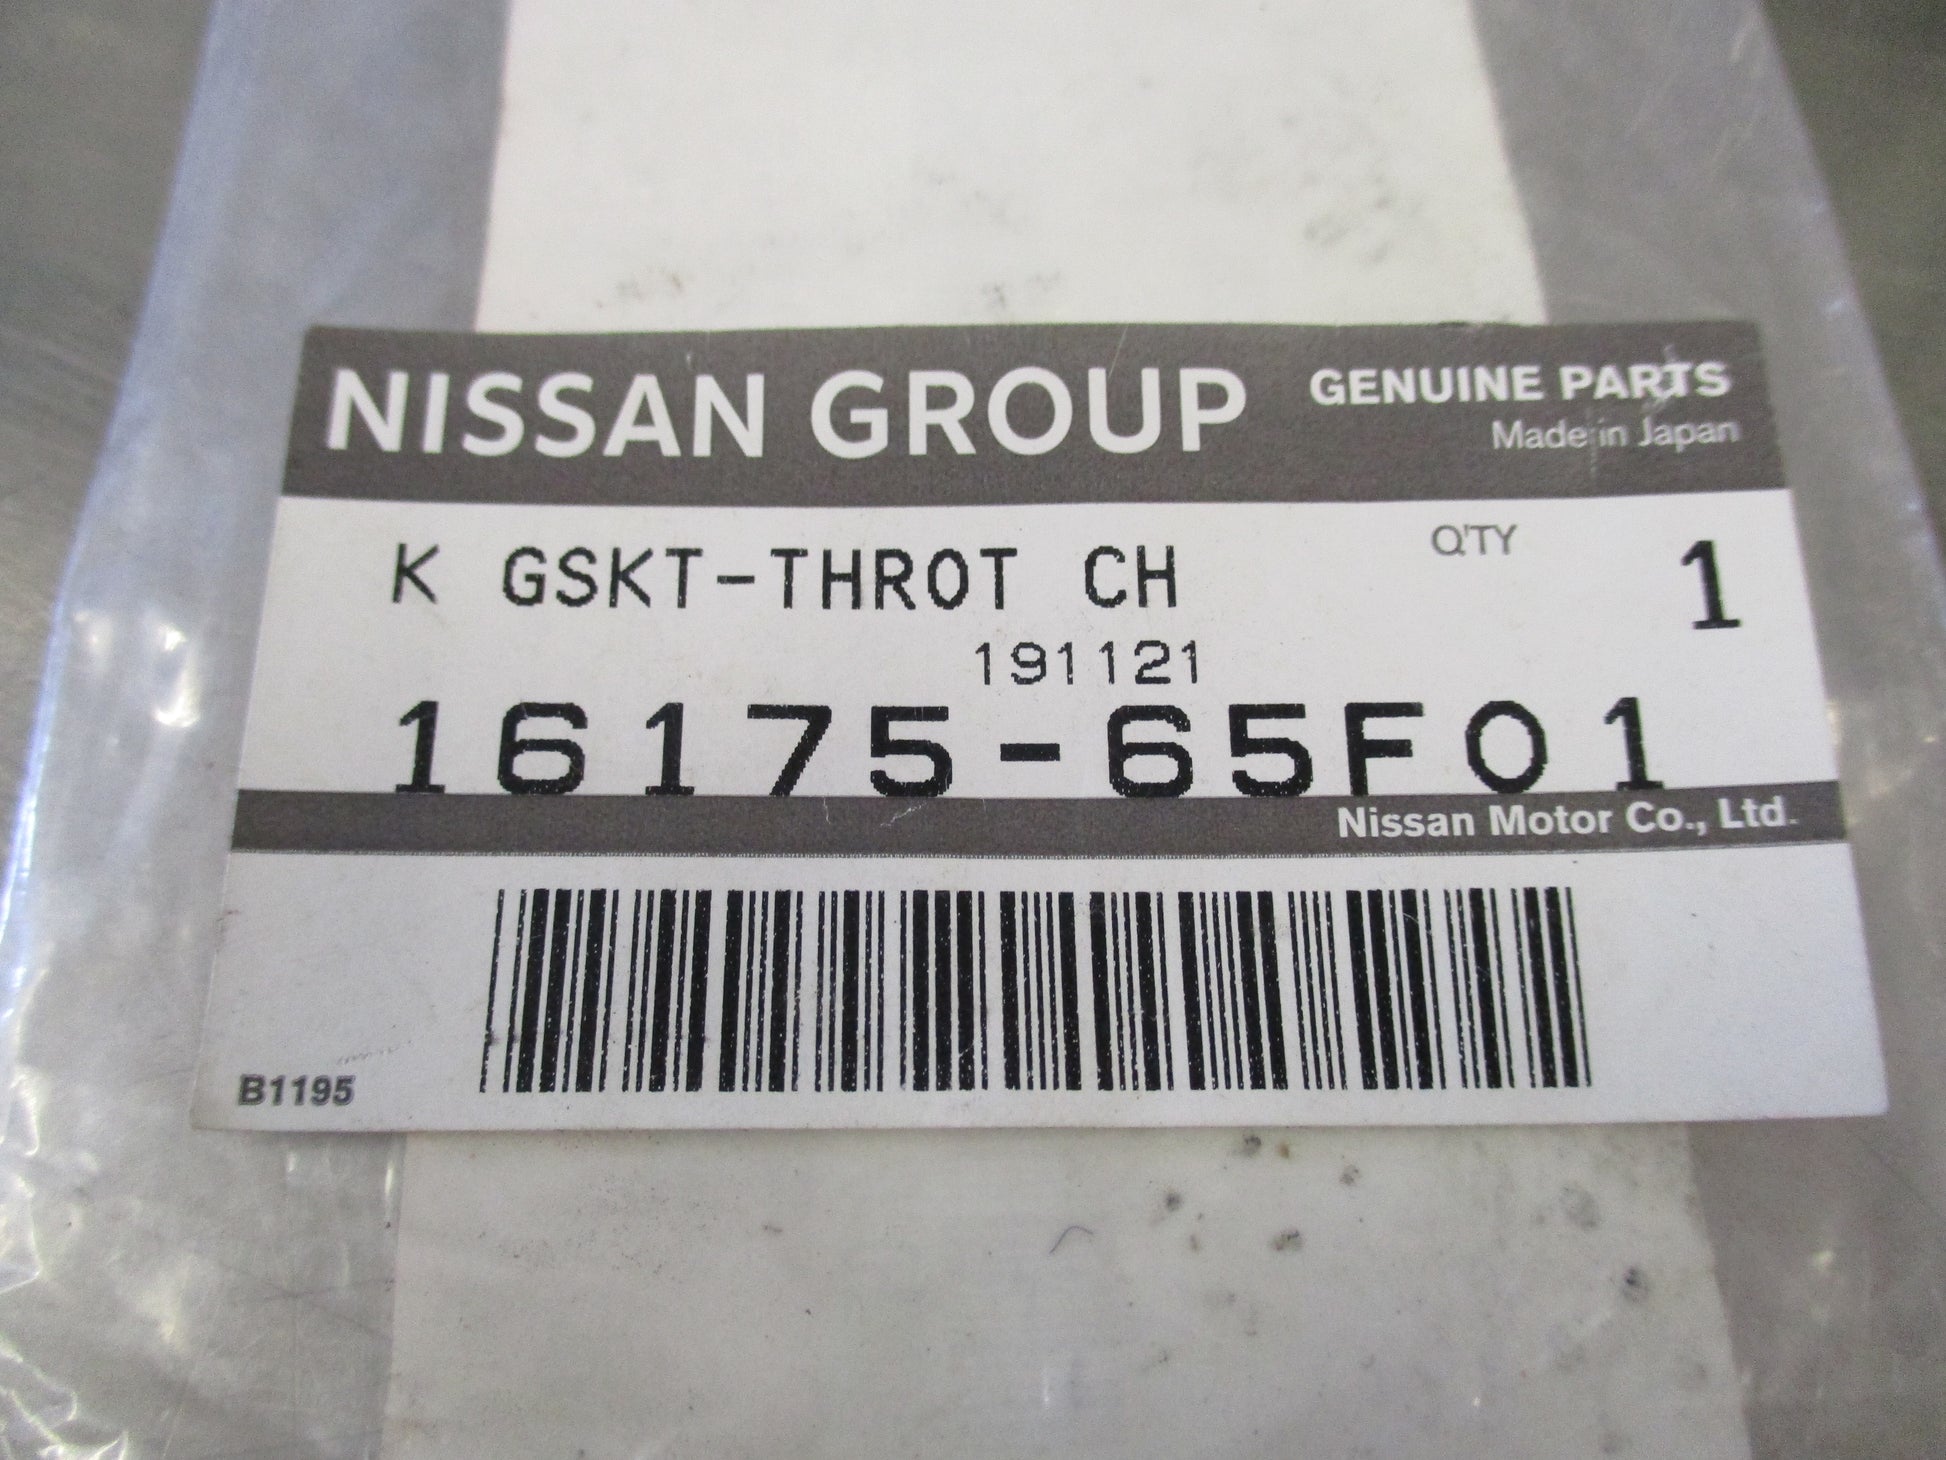 NISSAN GROUP GENUINE PARTS
Made in Japan
K GSKT-THROT CH Q'TY 1
191121
16175-65F01
Nissan Motor Co., Ltd.
B1195